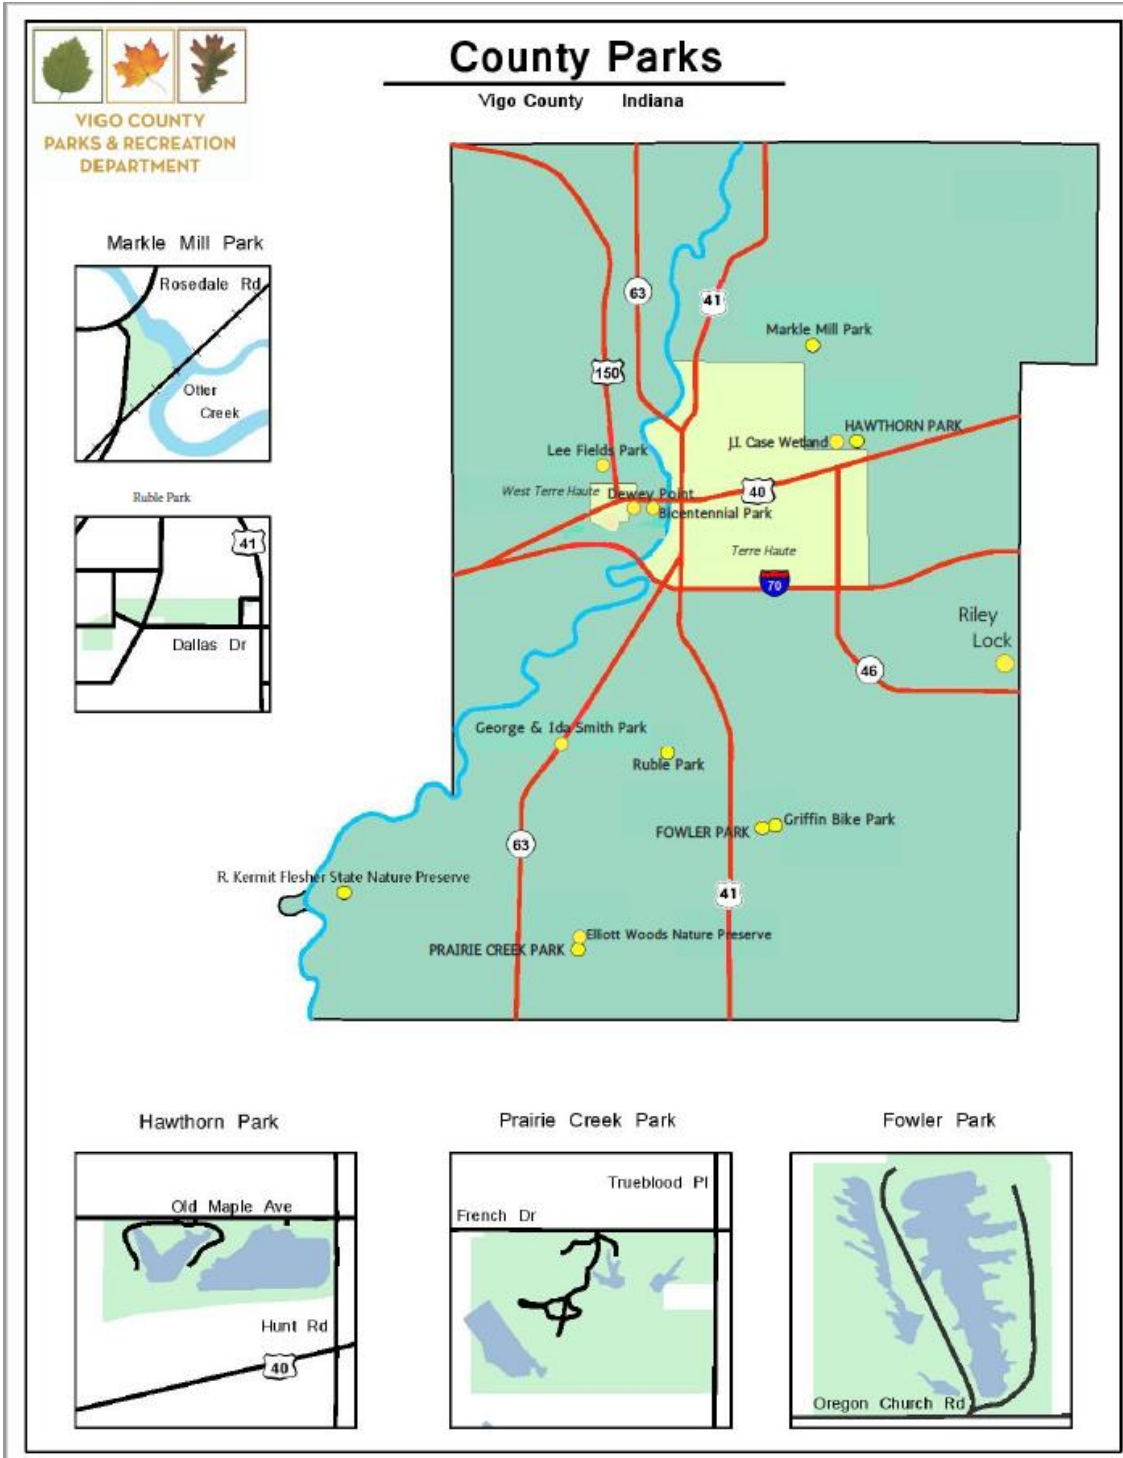 County Parks
Vigo County Indiana
VIGO COUNTY
PARKS & RECREATION
DEPARTMENT
Markle Mill Park
Rosedale Rd
Otter
Creek
Ruble Park
41
Dallas Dr
63
41
Markle Mill Park
150
HAWTHORN PARK
J.I. Case Wetland
Lee Fields Park
West Terre Haute
Dewey Point
40
Bicentennial Park
Terre Haute
70
Riley
Lock
46
George & Ida Smith Park
Ruble Park
Griffin Bike Park
FOWLER PARK
63
R. Kermit Flesher State Nature Preserve
41
Elliott Woods Nature Preserve
PRAIRIE CREEK PARK
Hawthorn Park
Old Maple Ave
Hunt Rd
40
Prairie Creek Park
Trueblood Pl
French Dr
Fowler Park
Oregon Church Rd